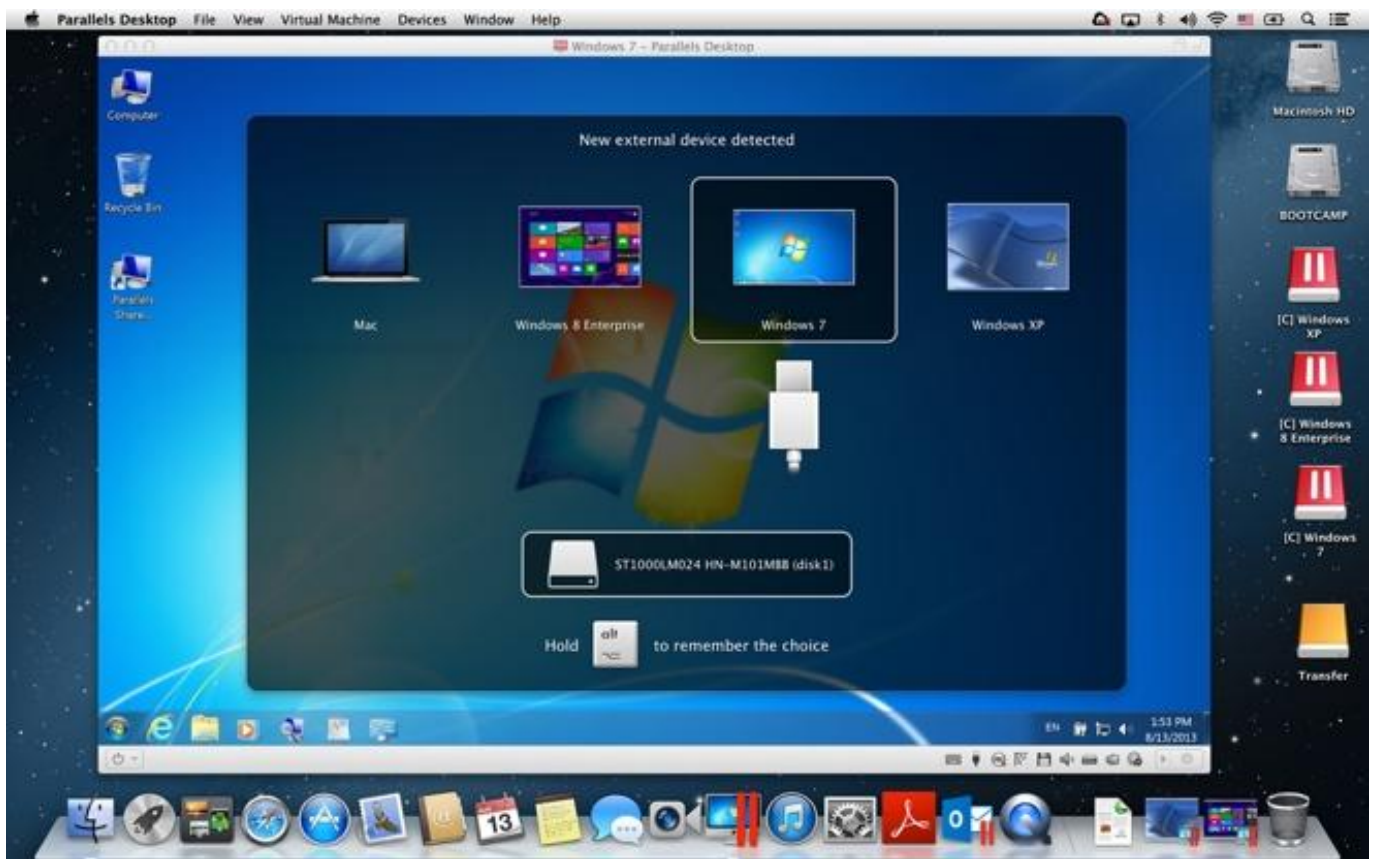 Parallels Desktop File View Virtual Machine Devices Window Help
Windows 7 - Parallels Desktop
Computer
Recycle Bin
Parallels
Share...
New external device detected
Mac
Windows 8 Enterprise
Windows 7
Windows XP
ST1000LM024 HN-M101MBB (disk1)
Hold
alt
to remember the choice
Macintosh HD
BOOTCAMP
[C] Windows
XP
[C] Windows
8 Enterprise
[C] Windows
7
Transfer
EN
1:53 PM
8/13/2013
13